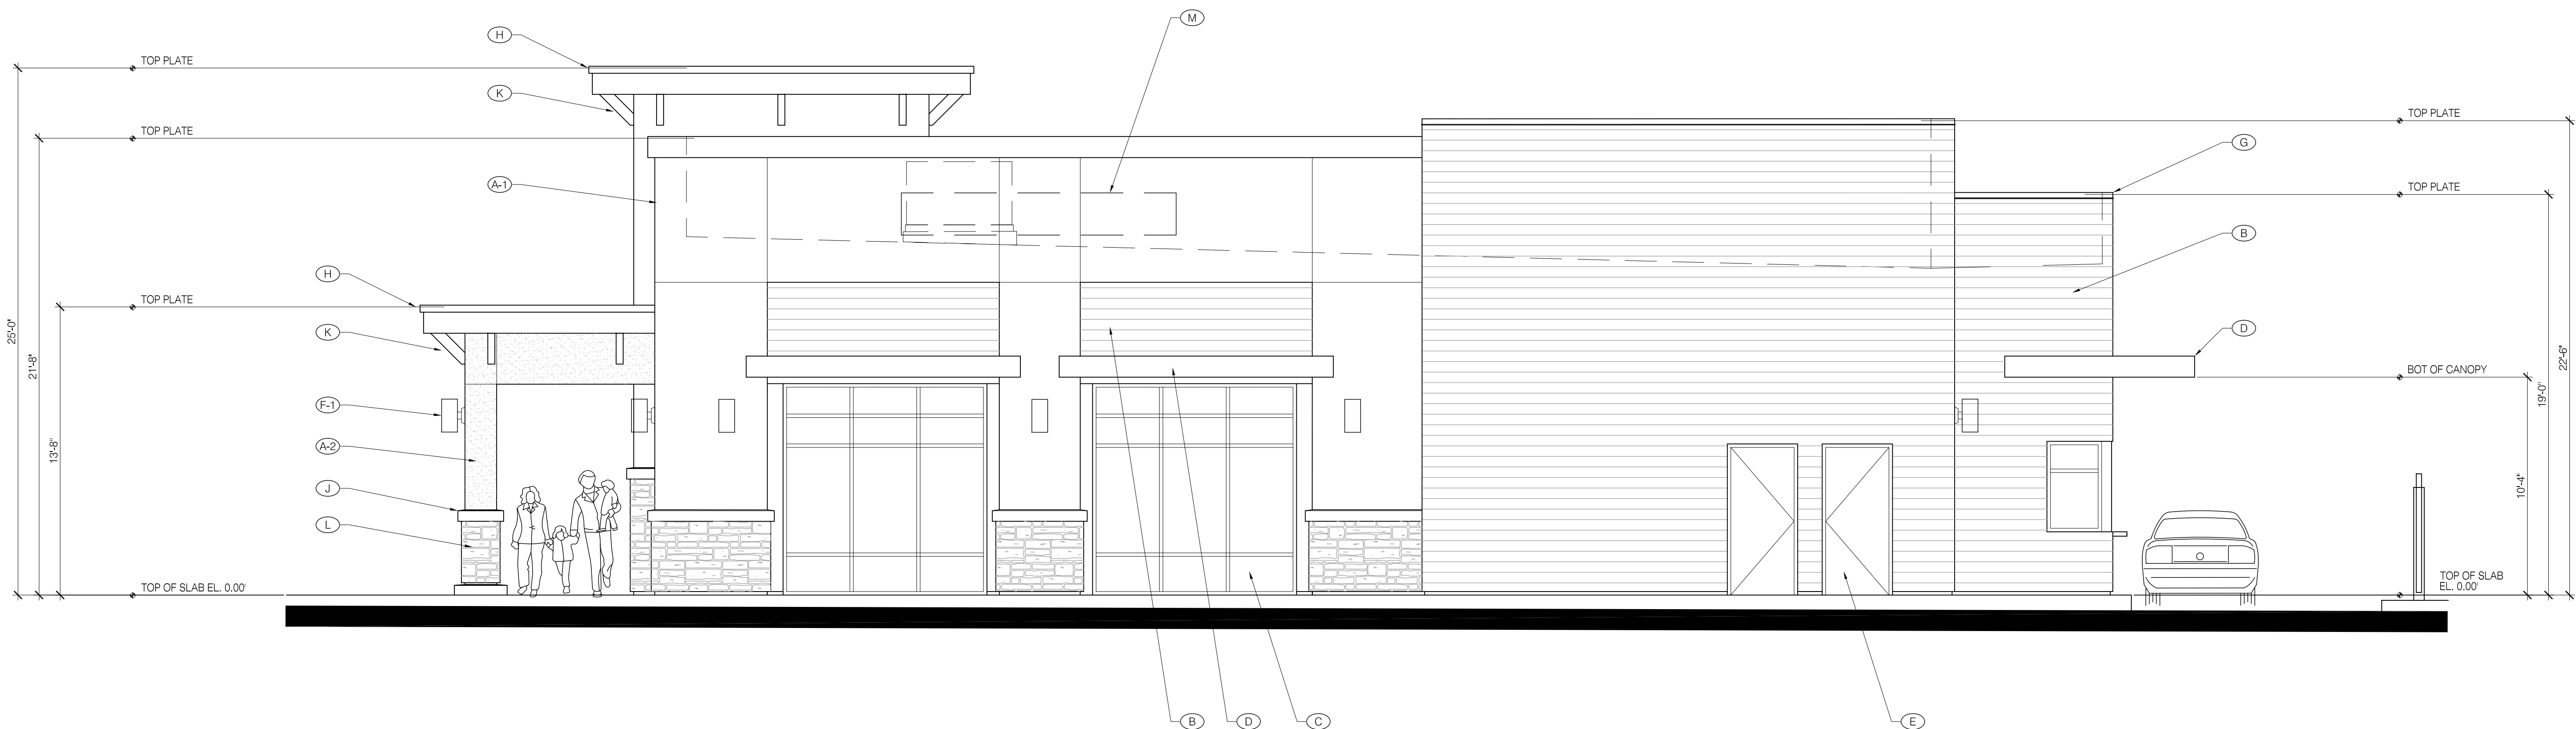 M
H
TOP PLATE
K
TOP PLATE
TOP PLATE
G
A-1
TOP PLATE
B
H
TOP PLATE
25'-0"
21'-8"
13'-8"
K
D
22'-6"
19'-0"
BOT OF CANOPY
F-1
A-2
10'-4"
J
L
TOP OF SLAB EL. 0.00'
TOP OF SLAB
EL. 0.00'
B
D
C
E